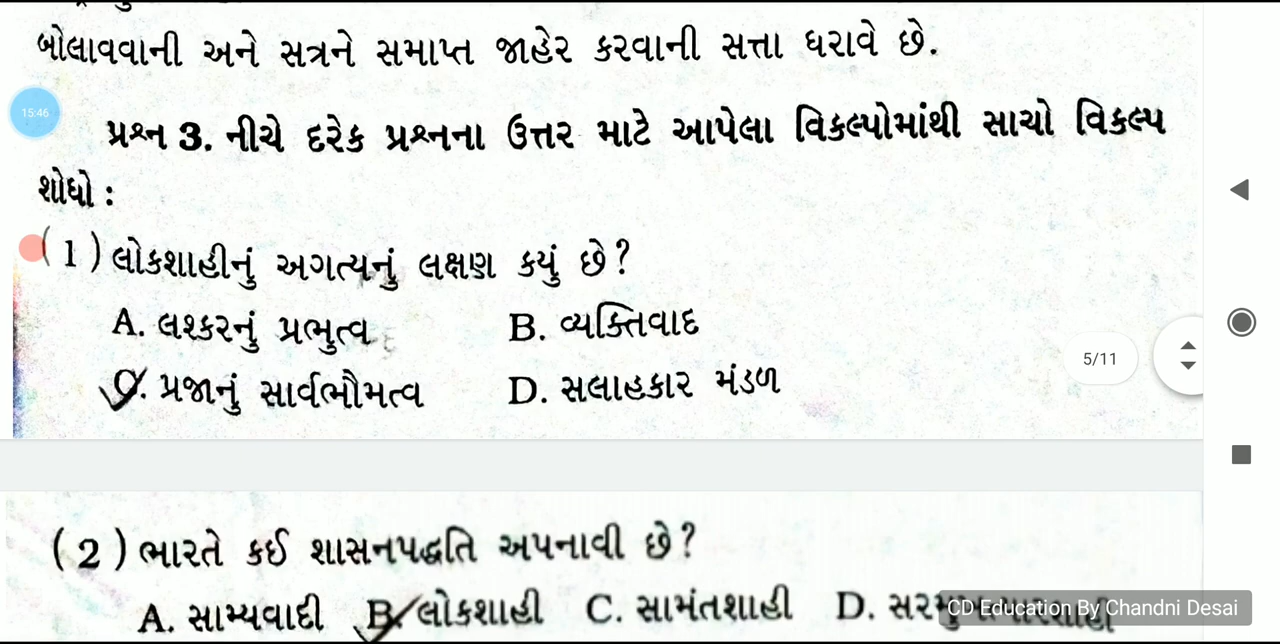 બોલાવવાની અને સત્રને સમાપ્ત જાહેર કરવાની સત્તા ધરાવે છે.
15:46
પ્રશ્ન 3. નીચે દરેક પ્રશ્નના ઉત્તર માટે આપેલા વિકલ્પોમાંથી સાચો વિકલ્પ
શોધો :
(1) લોકશાહીનું અગત્યનું લક્ષણ કયું છે?
A. લશ્કરનું પ્રભુત્વ B. વ્યક્તિવાદ
5/11
C. પ્રજાનું સાર્વભૌમત્વ D. સલાહકાર મંડળ
(2) ભારતે કઈ શાસનપદ્ધતિ અપનાવી છે?
A. સામ્યવાદી B. લોકશાહી C. સામંતશાહી D.
CD Education By Chandni Desai